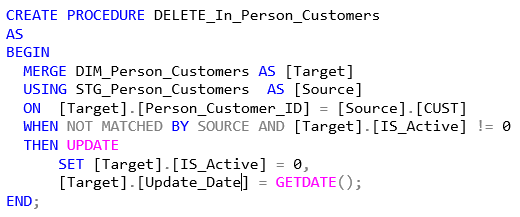 CREATE PROCEDURE DELETE_In_Person_Customers
AS
BEGIN
MERGE DIM_Person_Customers AS [Target]
USING STG_Person_Customers AS [Source]
ON [Target].[Person_Customer_ID] = [Source].[CUST]
WHEN NOT MATCHED BY SOURCE AND [Target].[IS_Active] != 0
THEN UPDATE
SET [Target].[IS_Active] = 0,
[Target].[Update_Date] = GETDATE();
END;